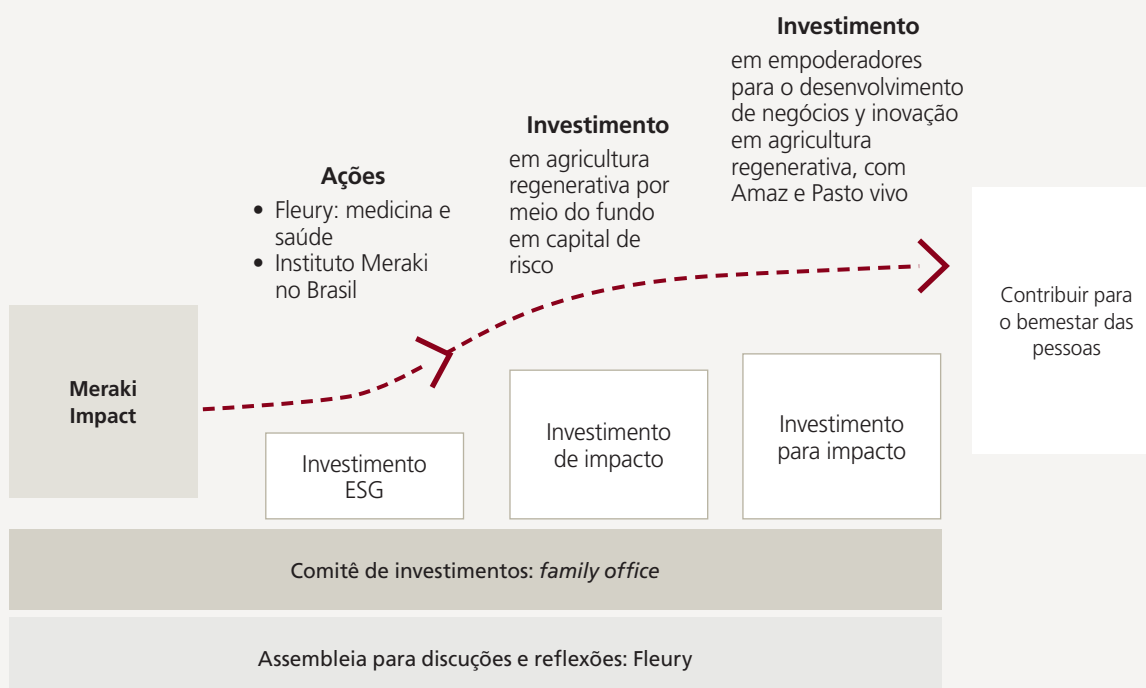 Investimento
em empoderadores
para o desenvolvimento
de negócios y inovação
em agricultura
regenerativa, com
Amaz e Pasto vivo
Investimento
em agricultura
regenerativa por
meio do fundo
em capital de
risco
Ações
• Fleury: medicina e
saúde
• Instituto Meraki
no Brasil
Meraki
Impact
Investimento
ESG
Investimento
de impacto
Investimento
para impacto
Contribuir para
o bemestar das
pessoas
Comitê de investimentos: family office
Assembleia para discuções e reflexões: Fleury